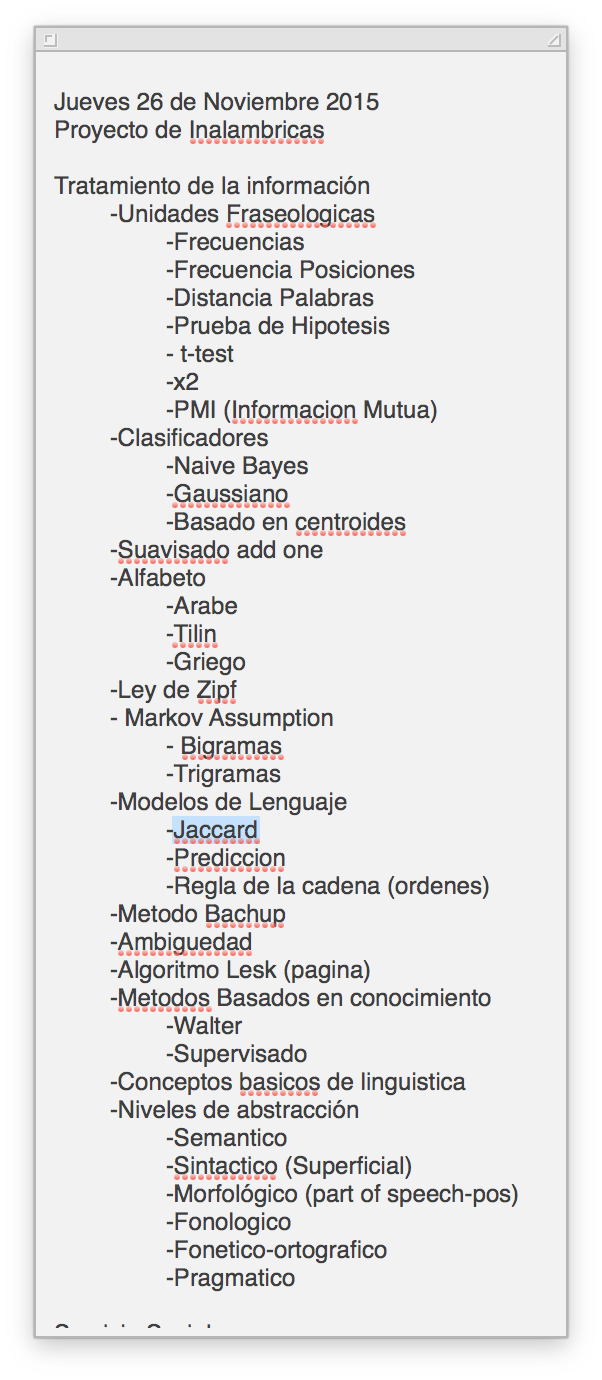 Jueves 26 de Noviembre 2015
Proyecto de Inalambricas
Tratamiento de la información
-Unidades Fraseologicas
-Frecuencias
-Frecuencia Posiciones
-Distancia Palabras
-Prueba de Hipotesis
- t-test
-x2
-PMI (Informacion Mutua)
-Clasificadores
-Naive Bayes
-Gaussiano
-Basado en centroides
-Suavisado add one
-Alfabeto
-Arabe
-Tilin
-Griego
-Ley de Zipf
- Markov Assumption
- Bigramas
-Trigramas
-Modelos de Lenguaje
-Jaccard
-Prediccion
-Regla de la cadena (ordenes)
-Metodo Bachup
-Ambiguedad
-Algoritmo Lesk (pagina)
-Metodos Basados en conocimiento
-Walter
-Supervisado
-Conceptos basicos de linguistica
-Niveles de abstracción
-Semantico
-Sintactico (Superficial)
-Morfológico (part of speech-pos)
-Fonologico
-Fonetico-ortografico
-Pragmatico